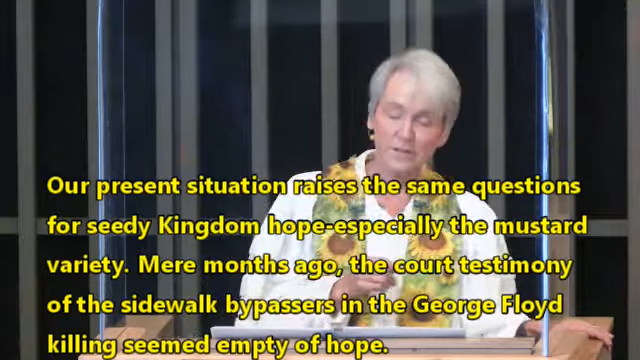 Our present situation raises the same questions
for seedy Kingdom hope-especially the mustard
variety. Mere months ago, the court testimony
of the sidewalk bypassers in the George Floyd
killing seemed empty of hope.